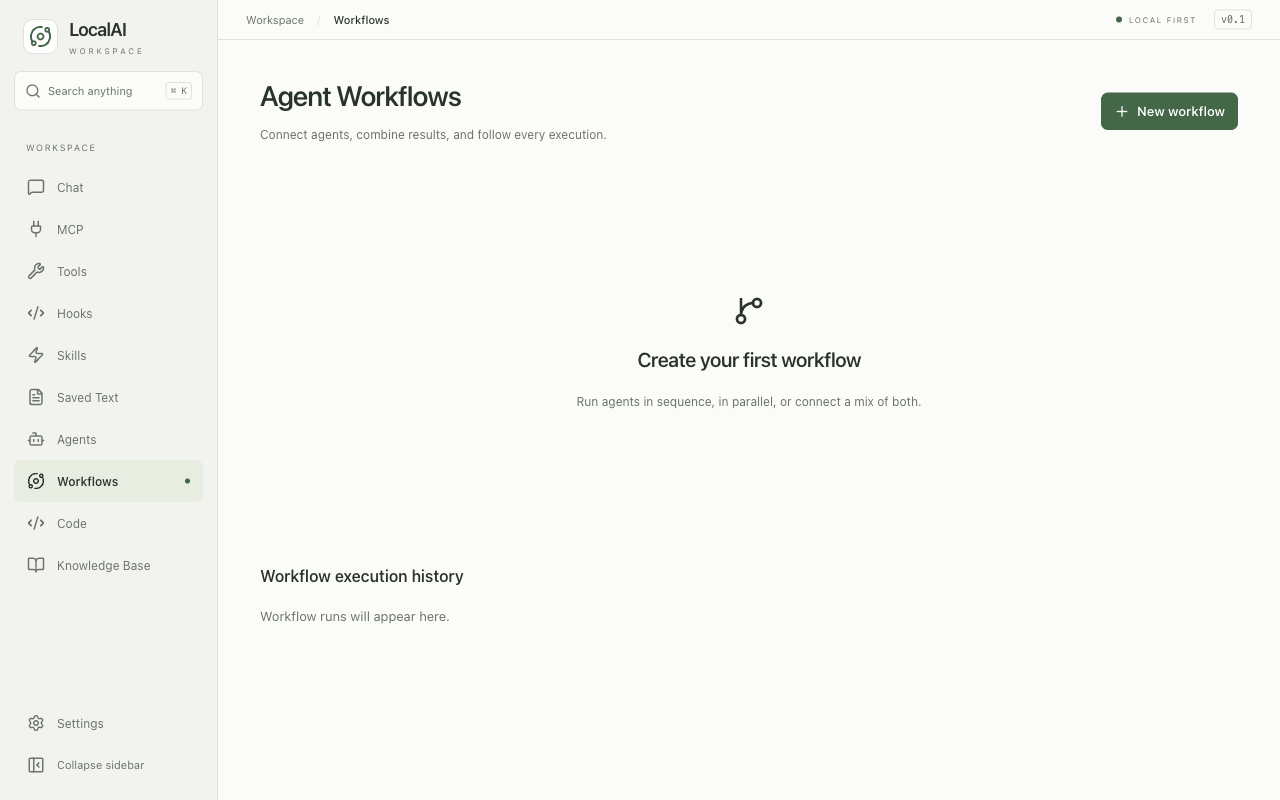 LocalAI
WORKSPACE
Search anything ⌘ K
WORKSPACE
Chat
MCP
Tools
Hooks
Skills
Saved Text
Agents
Workflows
Code
Knowledge Base
Settings
Collapse sidebar
Workspace / Workflows
LOCAL FIRST
v0.1
Agent Workflows
Connect agents, combine results, and follow every execution.
New workflow
Create your first workflow
Run agents in sequence, in parallel, or connect a mix of both.
Workflow execution history
Workflow runs will appear here.